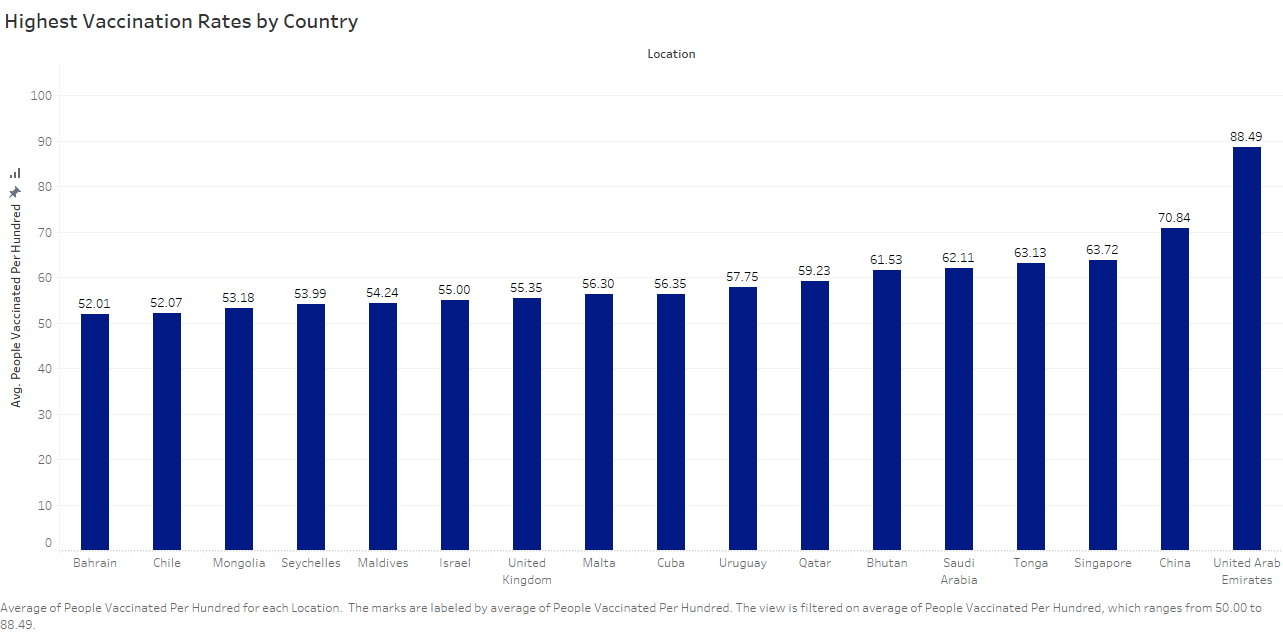 Highest Vaccination Rates by Country
Location
Avg. People Vaccinated Per Hundred
100
90
80
70
60
50
40
30
20
10
0
52.01
52.07
53.18
53.99
54.24
55.00
55.35
56.30
56.35
57.75
59.23
61.53
62.11
63.13
63.72
70.84
88.49
Bahrain
Chile
Mongolia
Seychelles
Maldives
Israel
United
Kingdom
Malta
Cuba
Uruguay
Qatar
Bhutan
Saudi
Arabia
Tonga
Singapore
China
United Arab
Emirates
Average of People Vaccinated Per Hundred for each Location.  The marks are labeled by average of People Vaccinated Per Hundred. The view is filtered on average of People Vaccinated Per Hundred, which ranges from 50.00 to
88.49.